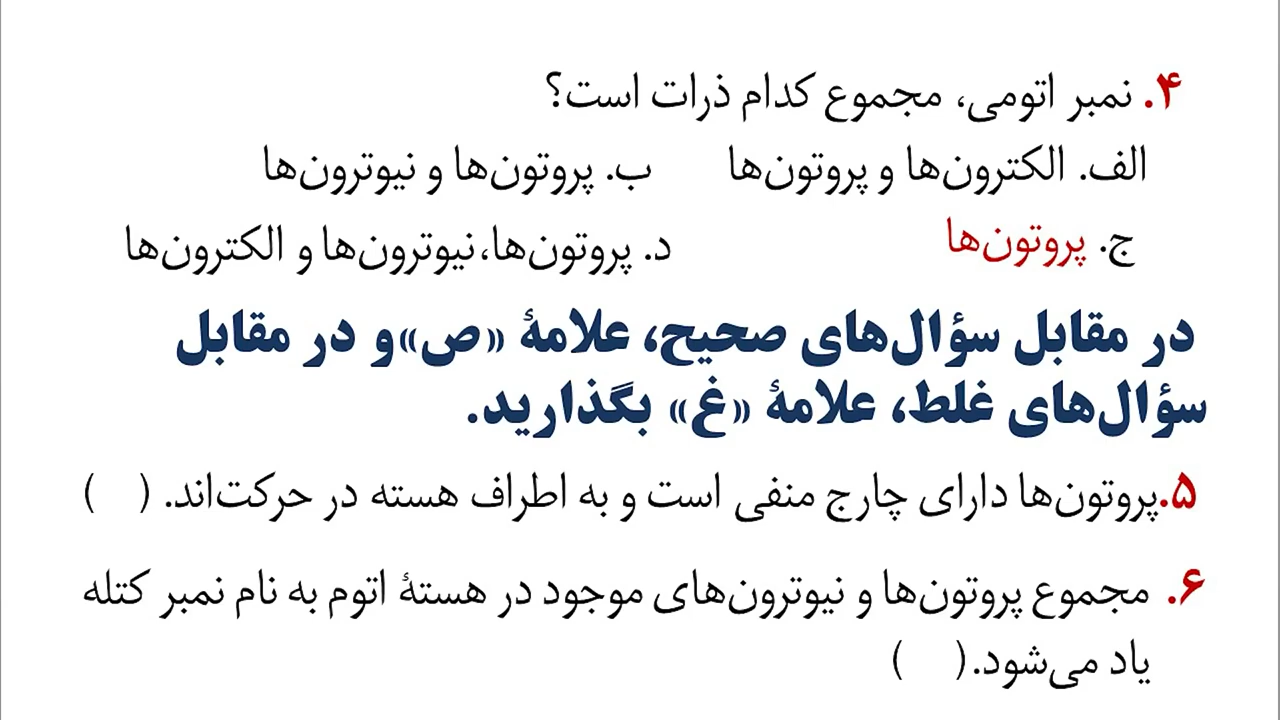 ۴. نمبر اتومی، مجموع کدام ذرات است؟
الف. الکترون‌ها و پروتون‌ها ب. پروتون‌ها و نیوترون‌ها
ج. پروتون‌ها د. پروتون‌ها،نیوترون‌ها و الکترون‌ها
در مقابل سؤال‌های صحیح، علامهٔ «ص»و در مقابل
سؤال‌های غلط، علامهٔ «غ» بگذارید.
۵.پروتون‌ها دارای چارج منفی است و به اطراف هسته در حرکت‌اند. ( )
۶. مجموع پروتون‌ها و نیوترون‌های موجود در هستهٔ اتوم به نام نمبر کتله
یاد می‌شود.( )